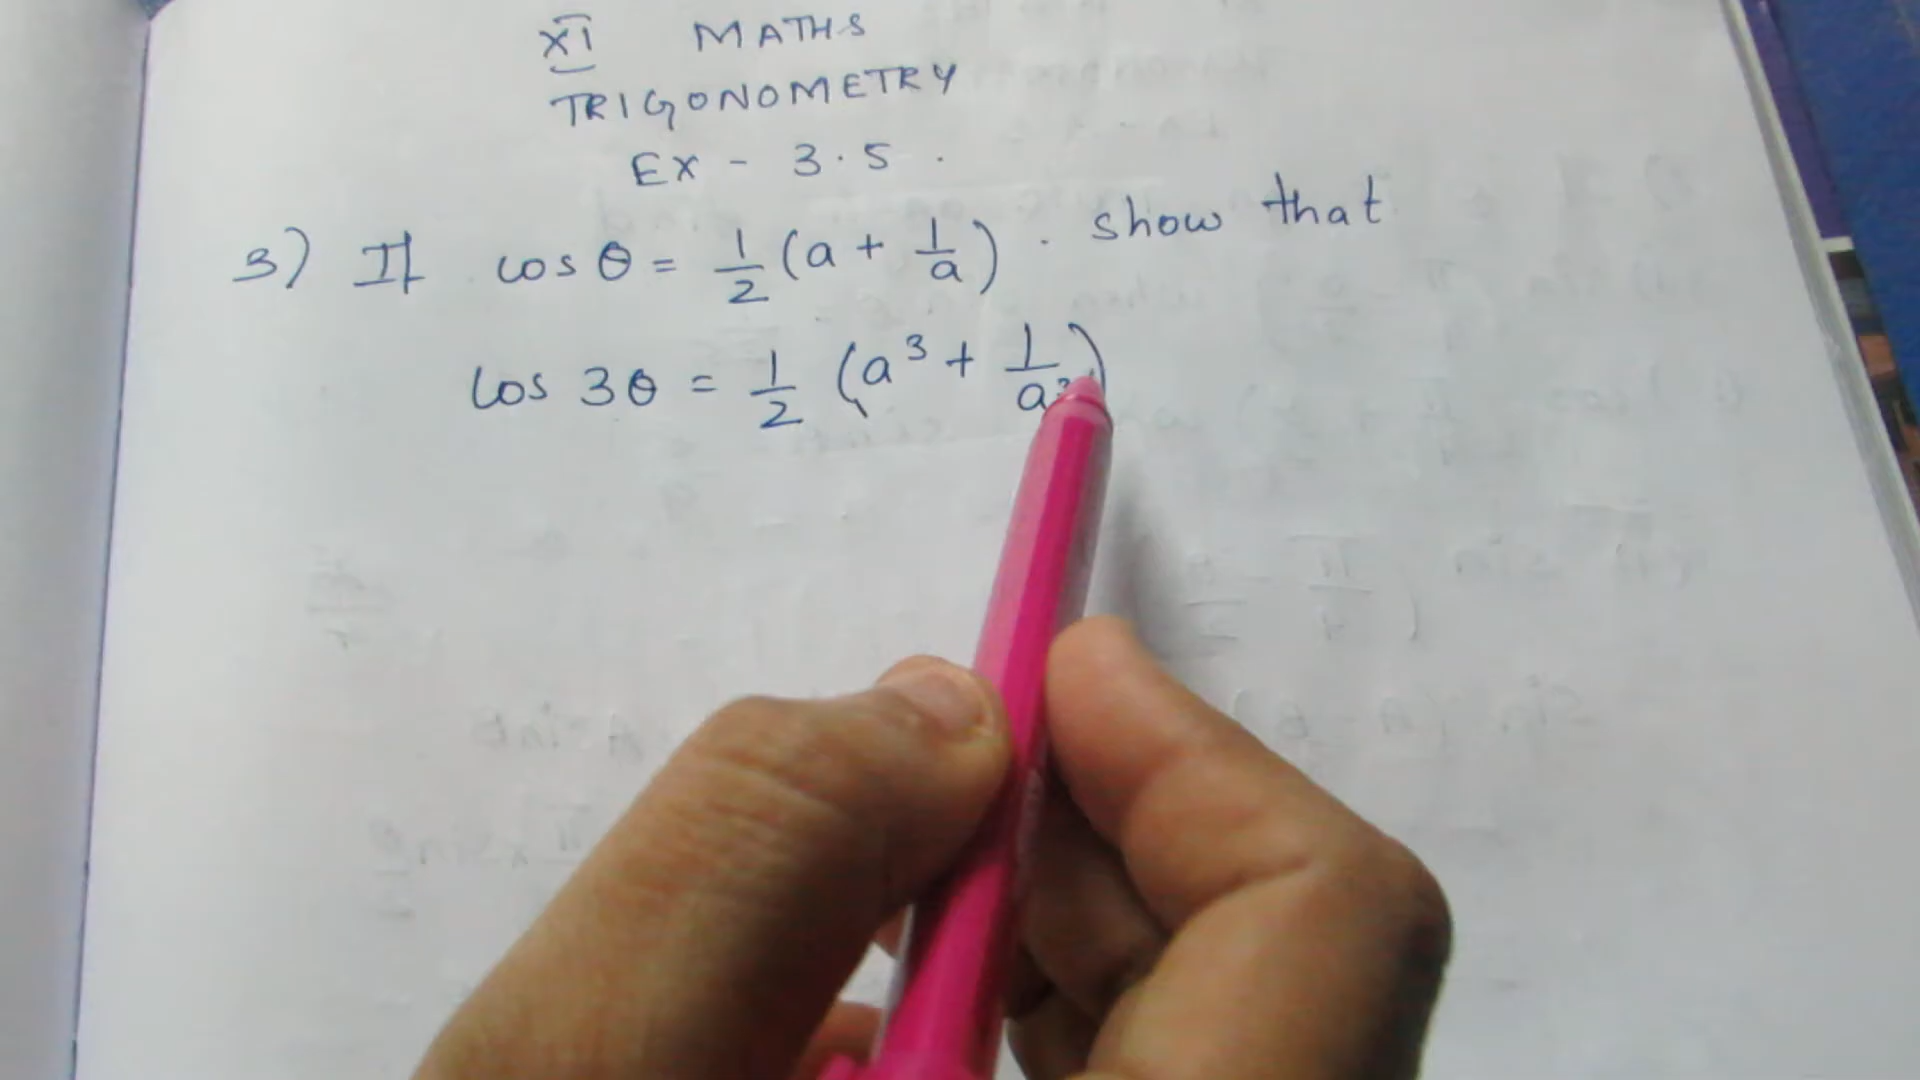 XI MATHS
TRIGONOMETRY
EX - 3.5.
3) If cos θ = 1/2 (a + 1/a). show that
cos 3θ = 1/2 (a³ + 1/a³)